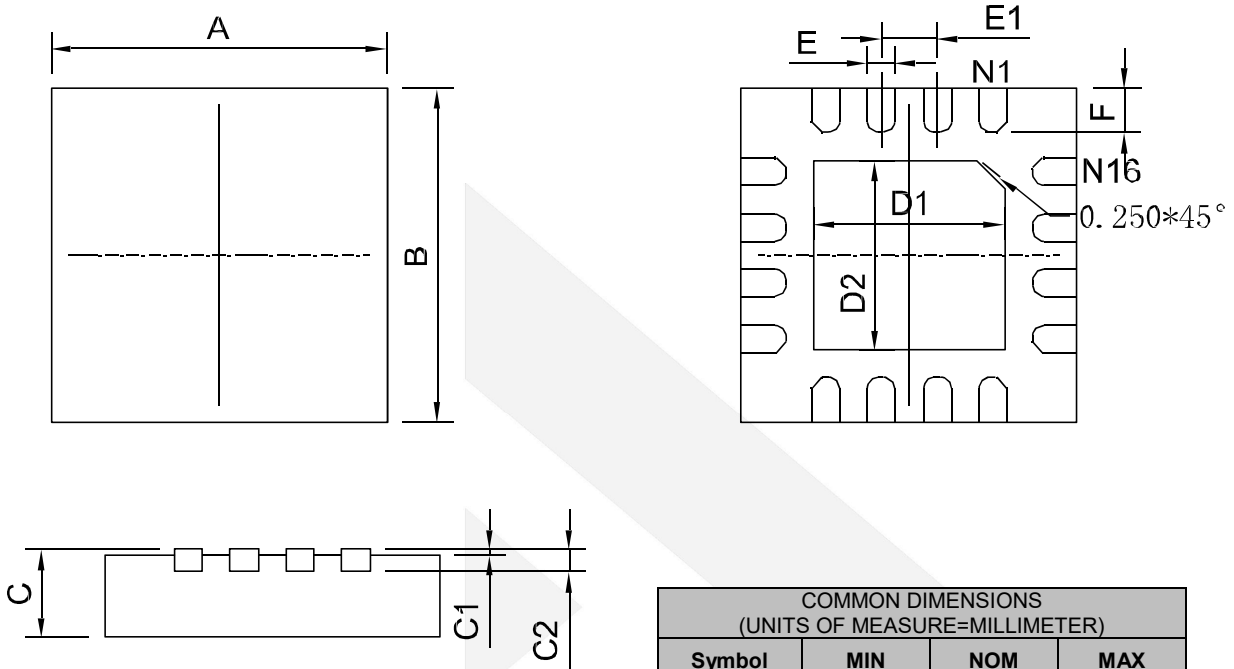 A
B
E
E1
N1
F
N16
D1
0.250*45°
D2
C
C1
C2
COMMON DIMENSIONS
(UNITS OF MEASURE=MILLIMETER)
Symbol MIN NOM MAX